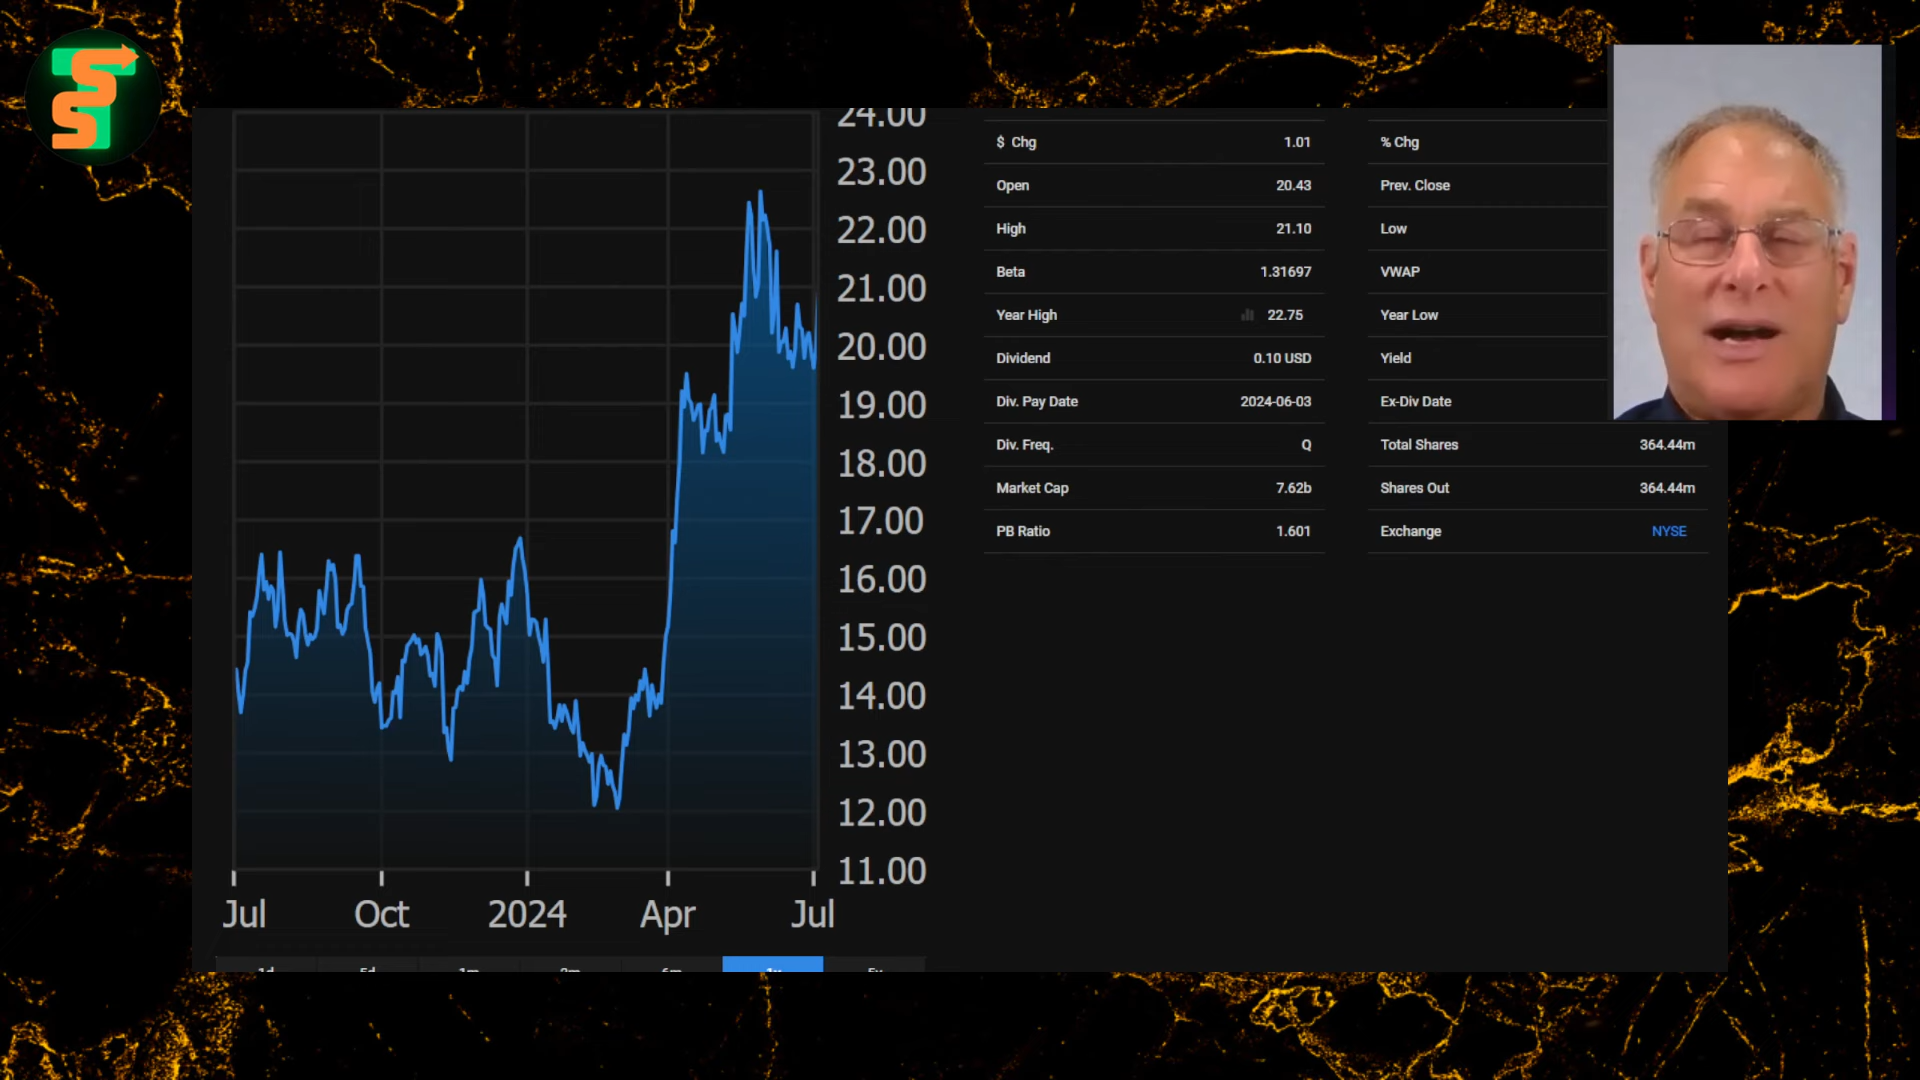 24.00
23.00
22.00
21.00
20.00
19.00
18.00
17.00
16.00
15.00
14.00
13.00
12.00
11.00
Jul Oct 2024 Apr Jul
$ Chg 1.01 % Chg
Open 20.43 Prev. Close
High 21.10 Low
Beta 1.31697 VWAP
Year High 22.75 Year Low
Dividend 0.10 USD Yield
Div. Pay Date 2024-06-03 Ex-Div Date
Div. Freq. Q Total Shares 364.44m
Market Cap 7.62b Shares Out 364.44m
PB Ratio 1.601 Exchange NYSE